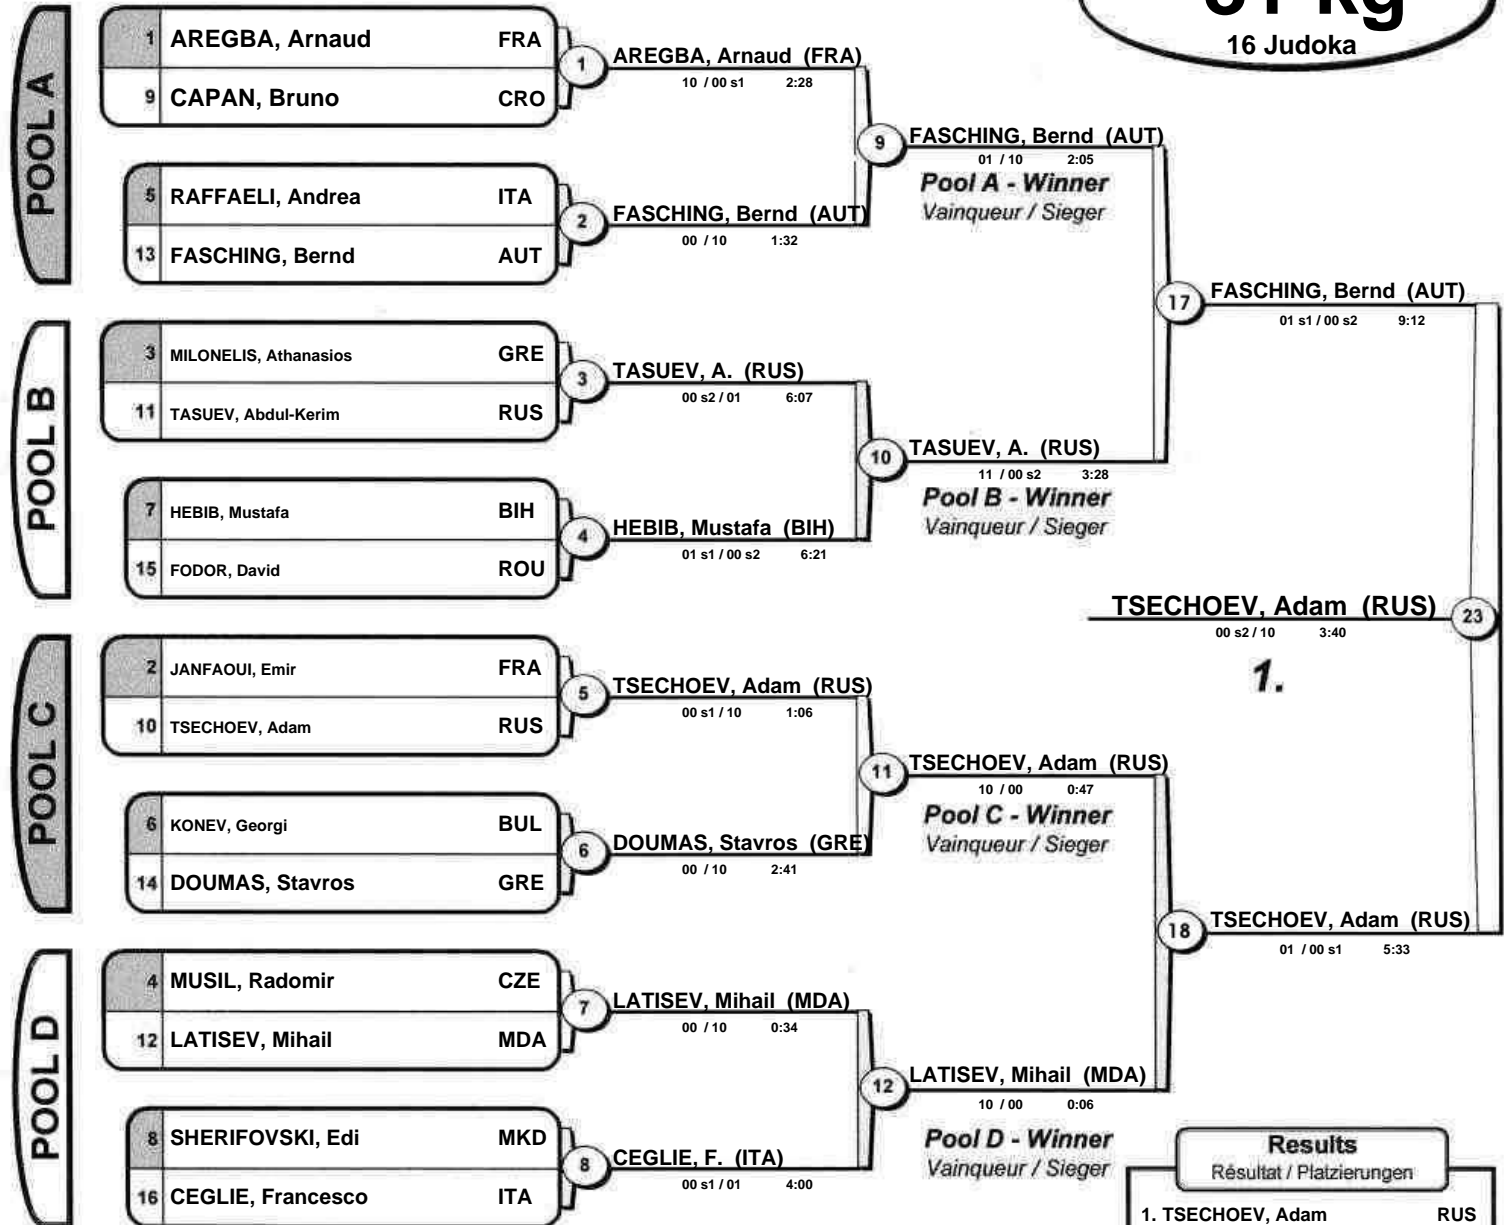 16 Judoka
POOL A
1 AREGBA, Arnaud FRA
9 CAPAN, Bruno CRO
1
AREGBA, Arnaud (FRA)
10 / 00 s1 2:28
5 RAFFAELI, Andrea ITA
13 FASCHING, Bernd AUT
2
FASCHING, Bernd (AUT)
00 / 10 1:32
9
FASCHING, Bernd (AUT)
01 / 10 2:05
Pool A - Winner
Vainqueur / Sieger
POOL B
3 MILONELIS, Athanasios GRE
11 TASUEV, Abdul-Kerim RUS
3
TASUEV, A. (RUS)
00 s2 / 01 6:07
7 HEBIB, Mustafa BIH
15 FODOR, David ROU
4
HEBIB, Mustafa (BIH)
01 s1 / 00 s2 6:21
10
TASUEV, A. (RUS)
11 / 00 s2 3:28
Pool B - Winner
Vainqueur / Sieger
17
FASCHING, Bernd (AUT)
01 s1 / 00 s2 9:12
POOL C
2 JANFAOUI, Emir FRA
10 TSECHOEV, Adam RUS
5
TSECHOEV, Adam (RUS)
00 s1 / 10 1:06
6 KONEV, Georgi BUL
14 DOUMAS, Stavros GRE
6
DOUMAS, Stavros (GRE)
00 / 10 2:41
11
TSECHOEV, Adam (RUS)
10 / 00 0:47
Pool C - Winner
Vainqueur / Sieger
POOL D
4 MUSIL, Radomir CZE
12 LATISEV, Mihail MDA
7
LATISEV, Mihail (MDA)
00 / 10 0:34
8 SHERIFOVSKI, Edi MKD
16 CEGLIE, Francesco ITA
8
CEGLIE, F. (ITA)
00 s1 / 01 4:00
12
LATISEV, Mihail (MDA)
10 / 00 0:06
Pool D - Winner
Vainqueur / Sieger
18
TSECHOEV, Adam (RUS)
01 / 00 s1 5:33
TSECHOEV, Adam (RUS)
23
00 s2 / 10 3:40
1.
Results
Résultat / Platzierungen
1. TSECHOEV, Adam RUS